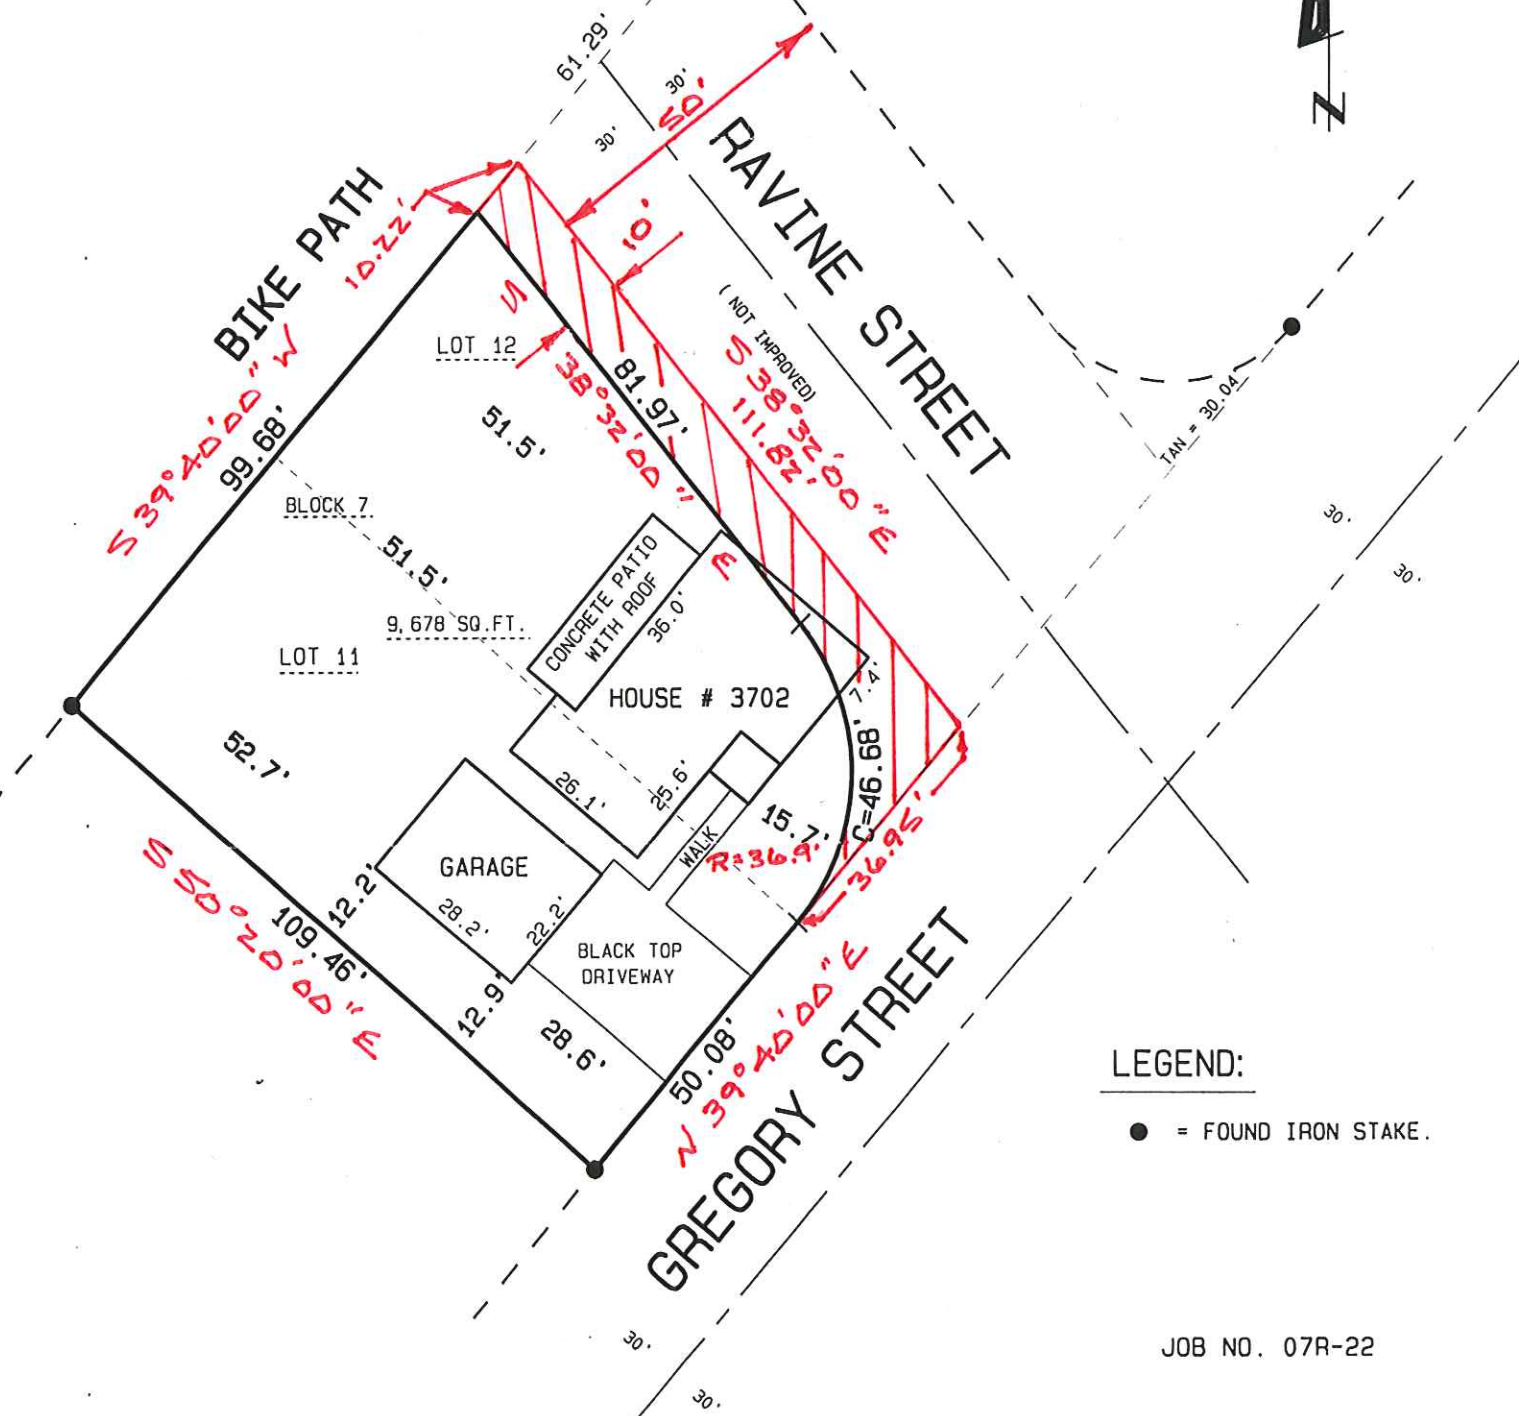 61.29'
30'
30'
50'
10'
N
RAVINE STREET
( NOT IMPROVED)
S 38°32'00" E
111.82'
BIKE PATH
10.22'
S 39°40'00" W
99.68'
LOT 12
S 38°32'00" E
81.97'
51.5'
BLOCK 7
51.5'
9,678 SQ.FT.
LOT 11
CONCRETE PATIO
WITH ROOF
36.0'
HOUSE # 3702
7.4'
TAN = 30.04
30'
30'
52.7'
26.1'
25.6'
WALK
15.7'
C=46.68'
R=36.9'
36.95'
GARAGE
28.2'
22.2'
12.2'
12.9'
BLACK TOP
DRIVEWAY
28.6'
S 50°20'00" E
109.46'
50.08'
N 39°40'00" E
GREGORY STREET
30'
30'
LEGEND:
= FOUND IRON STAKE.
JOB NO. 07R-22